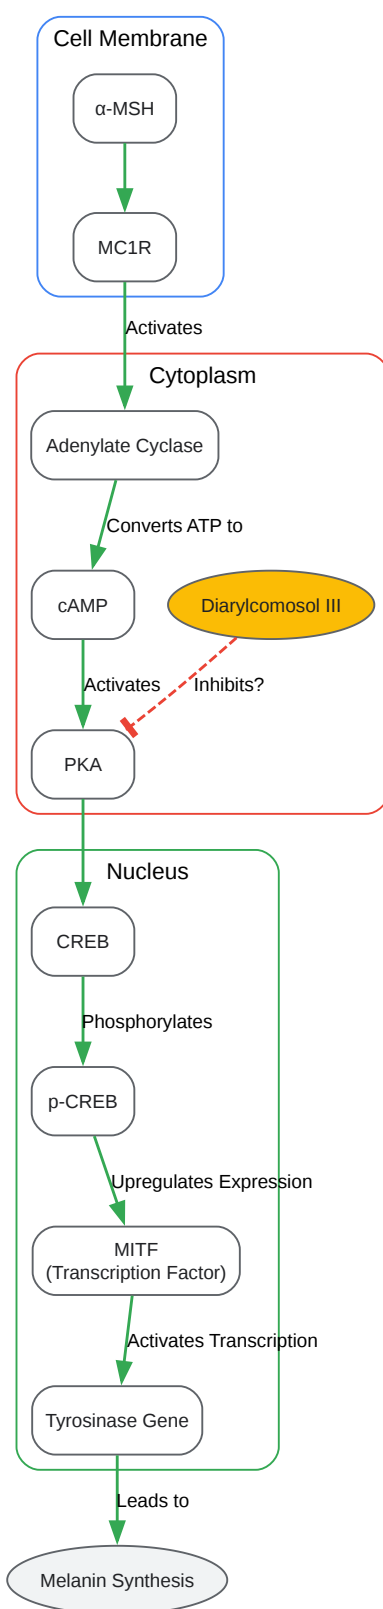 Cell Membrane
α-MSH
MC1R
Activates
Cytoplasm
Adenylate Cyclase
Converts ATP to
cAMP
Diarylcomosol III
Activates
Inhibits?
PKA
Nucleus
CREB
Phosphorylates
p-CREB
Upregulates Expression
MITF
(Transcription Factor)
Activates Transcription
Tyrosinase Gene
Leads to
Melanin Synthesis